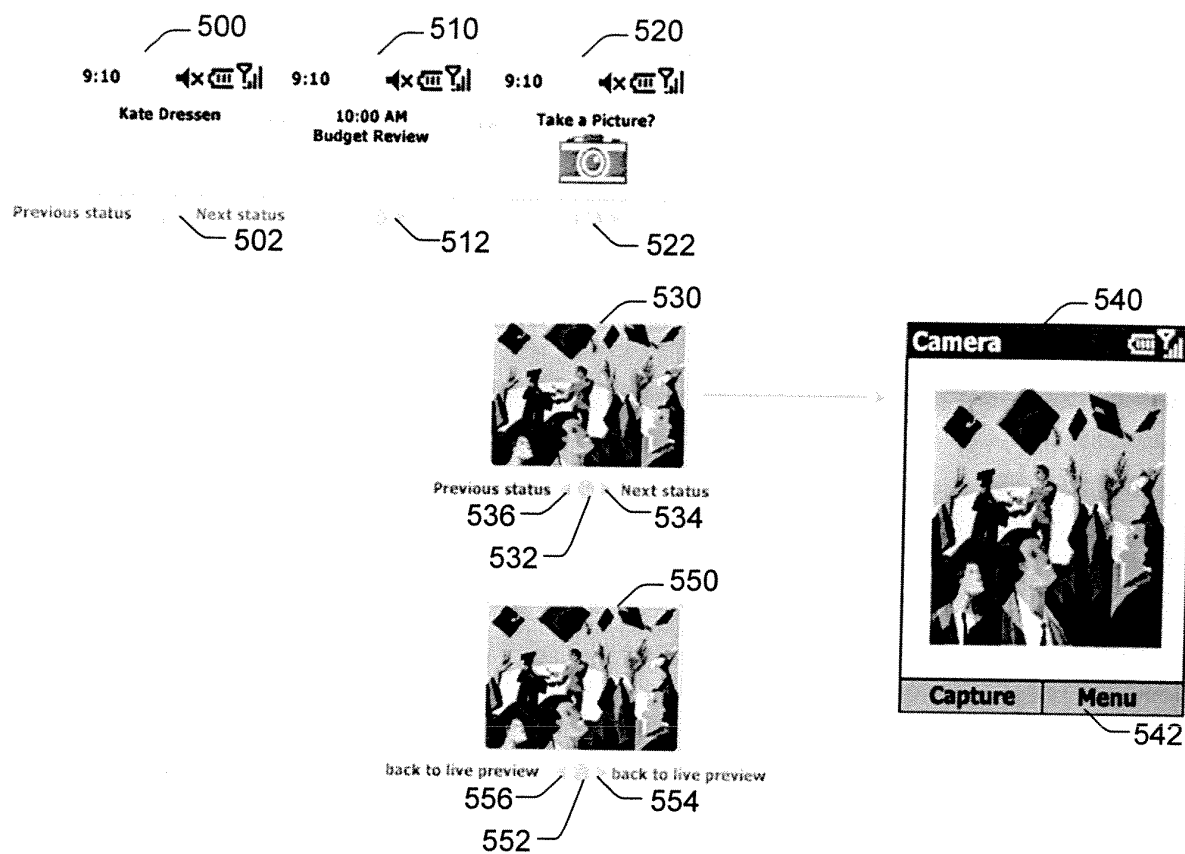 500
510
520
9:10
9:10
9:10
Kate Dressen
10:00 AM
Budget Review
Take a Picture?
Previous status
Next status
502
512
522
530
540
Camera
Previous status
Next status
536
534
532
550
Capture
Menu
542
back to live preview
back to live preview
556
554
552